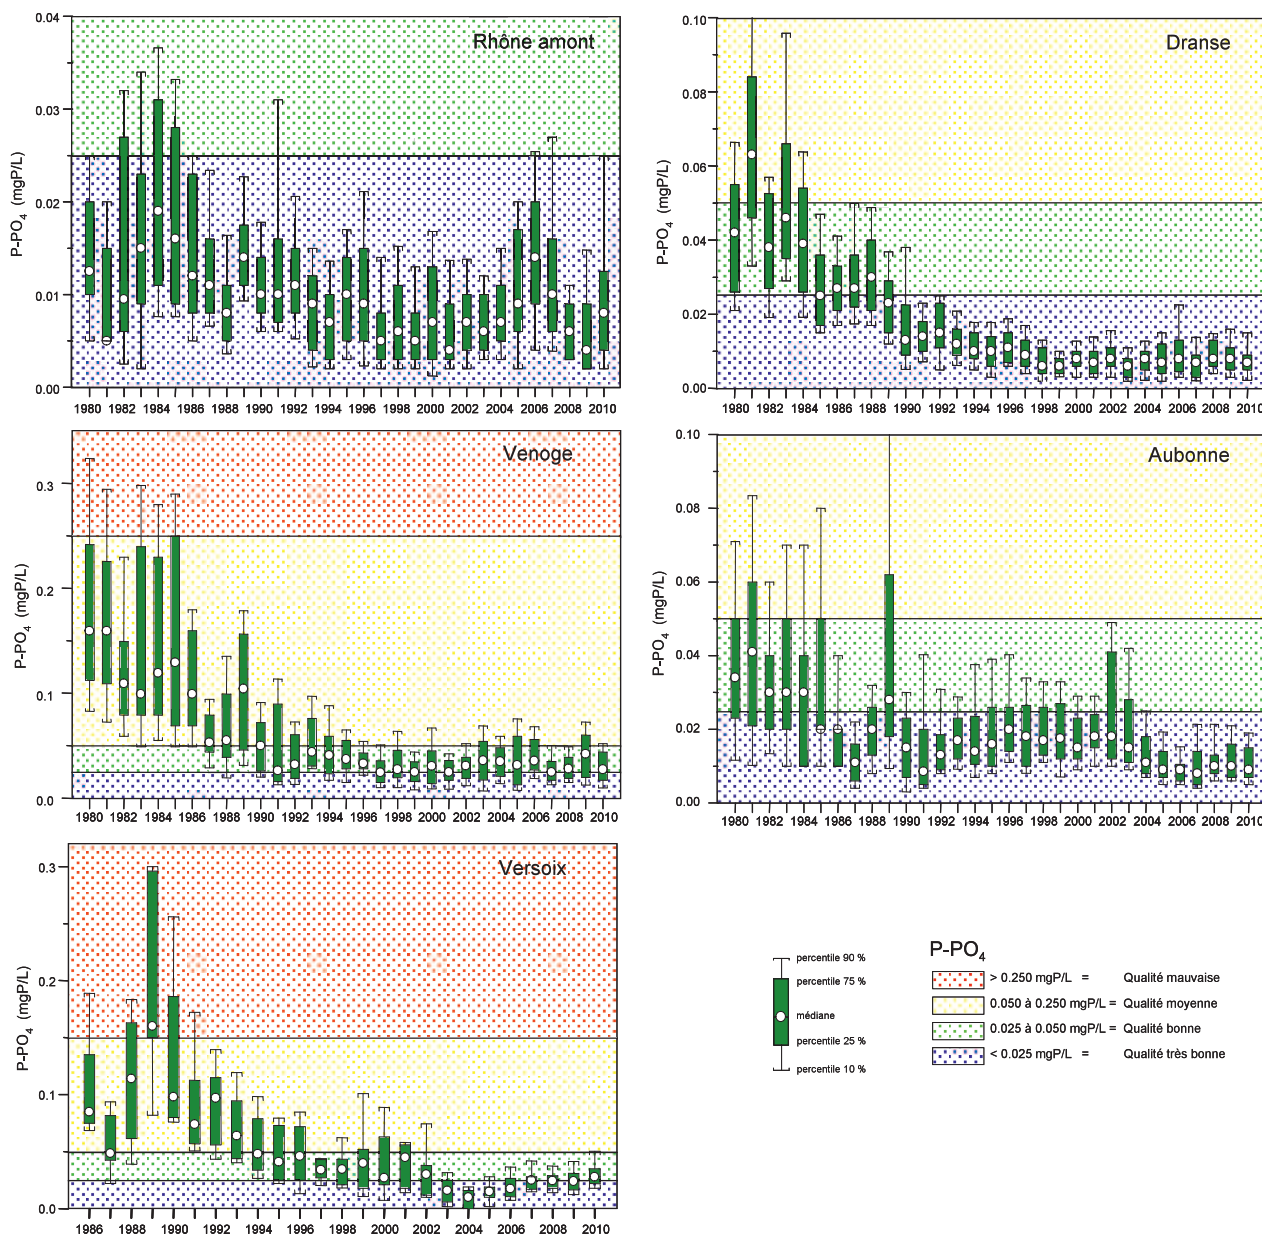 Rhône amont
P-PO4 (mgP/L)
0.04
0.03
0.02
0.01
0.00
1980 1982 1984 1986 1988 1990 1992 1994 1996 1998 2000 2002 2004 2006 2008 2010
Dranse
P-PO4 (mgP/L)
0.10
0.08
0.06
0.04
0.02
0.00
1980 1982 1984 1986 1988 1990 1992 1994 1996 1998 2000 2002 2004 2006 2008 2010
Venoge
P-PO4 (mgP/L)
0.3
0.2
0.1
0.0
1980 1982 1984 1986 1988 1990 1992 1994 1996 1998 2000 2002 2004 2006 2008 2010
Aubonne
P-PO4 (mgP/L)
0.10
0.08
0.06
0.04
0.02
0.00
1980 1982 1984 1986 1988 1990 1992 1994 1996 1998 2000 2002 2004 2006 2008 2010
Versoix
P-PO4 (mgP/L)
0.3
0.2
0.1
0.0
1986 1988 1990 1992 1994 1996 1998 2000 2002 2004 2006 2008 2010
percentile 90 %
percentile 75 %
médiane
percentile 25 %
percentile 10 %
P-PO4
> 0.250 mgP/L = Qualité mauvaise
0.050 à 0.250 mgP/L = Qualité moyenne
0.025 à 0.050 mgP/L = Qualité bonne
< 0.025 mgP/L = Qualité très bonne